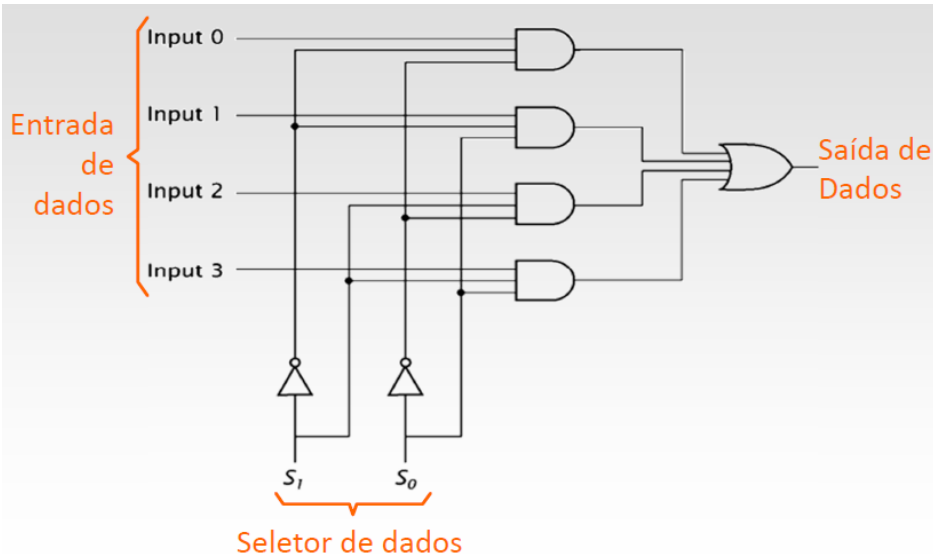 Input 0
Input 1
Input 2
Input 3
Entrada
de
dados
Saída de
Dados
S₁
S₀
Seletor de dados